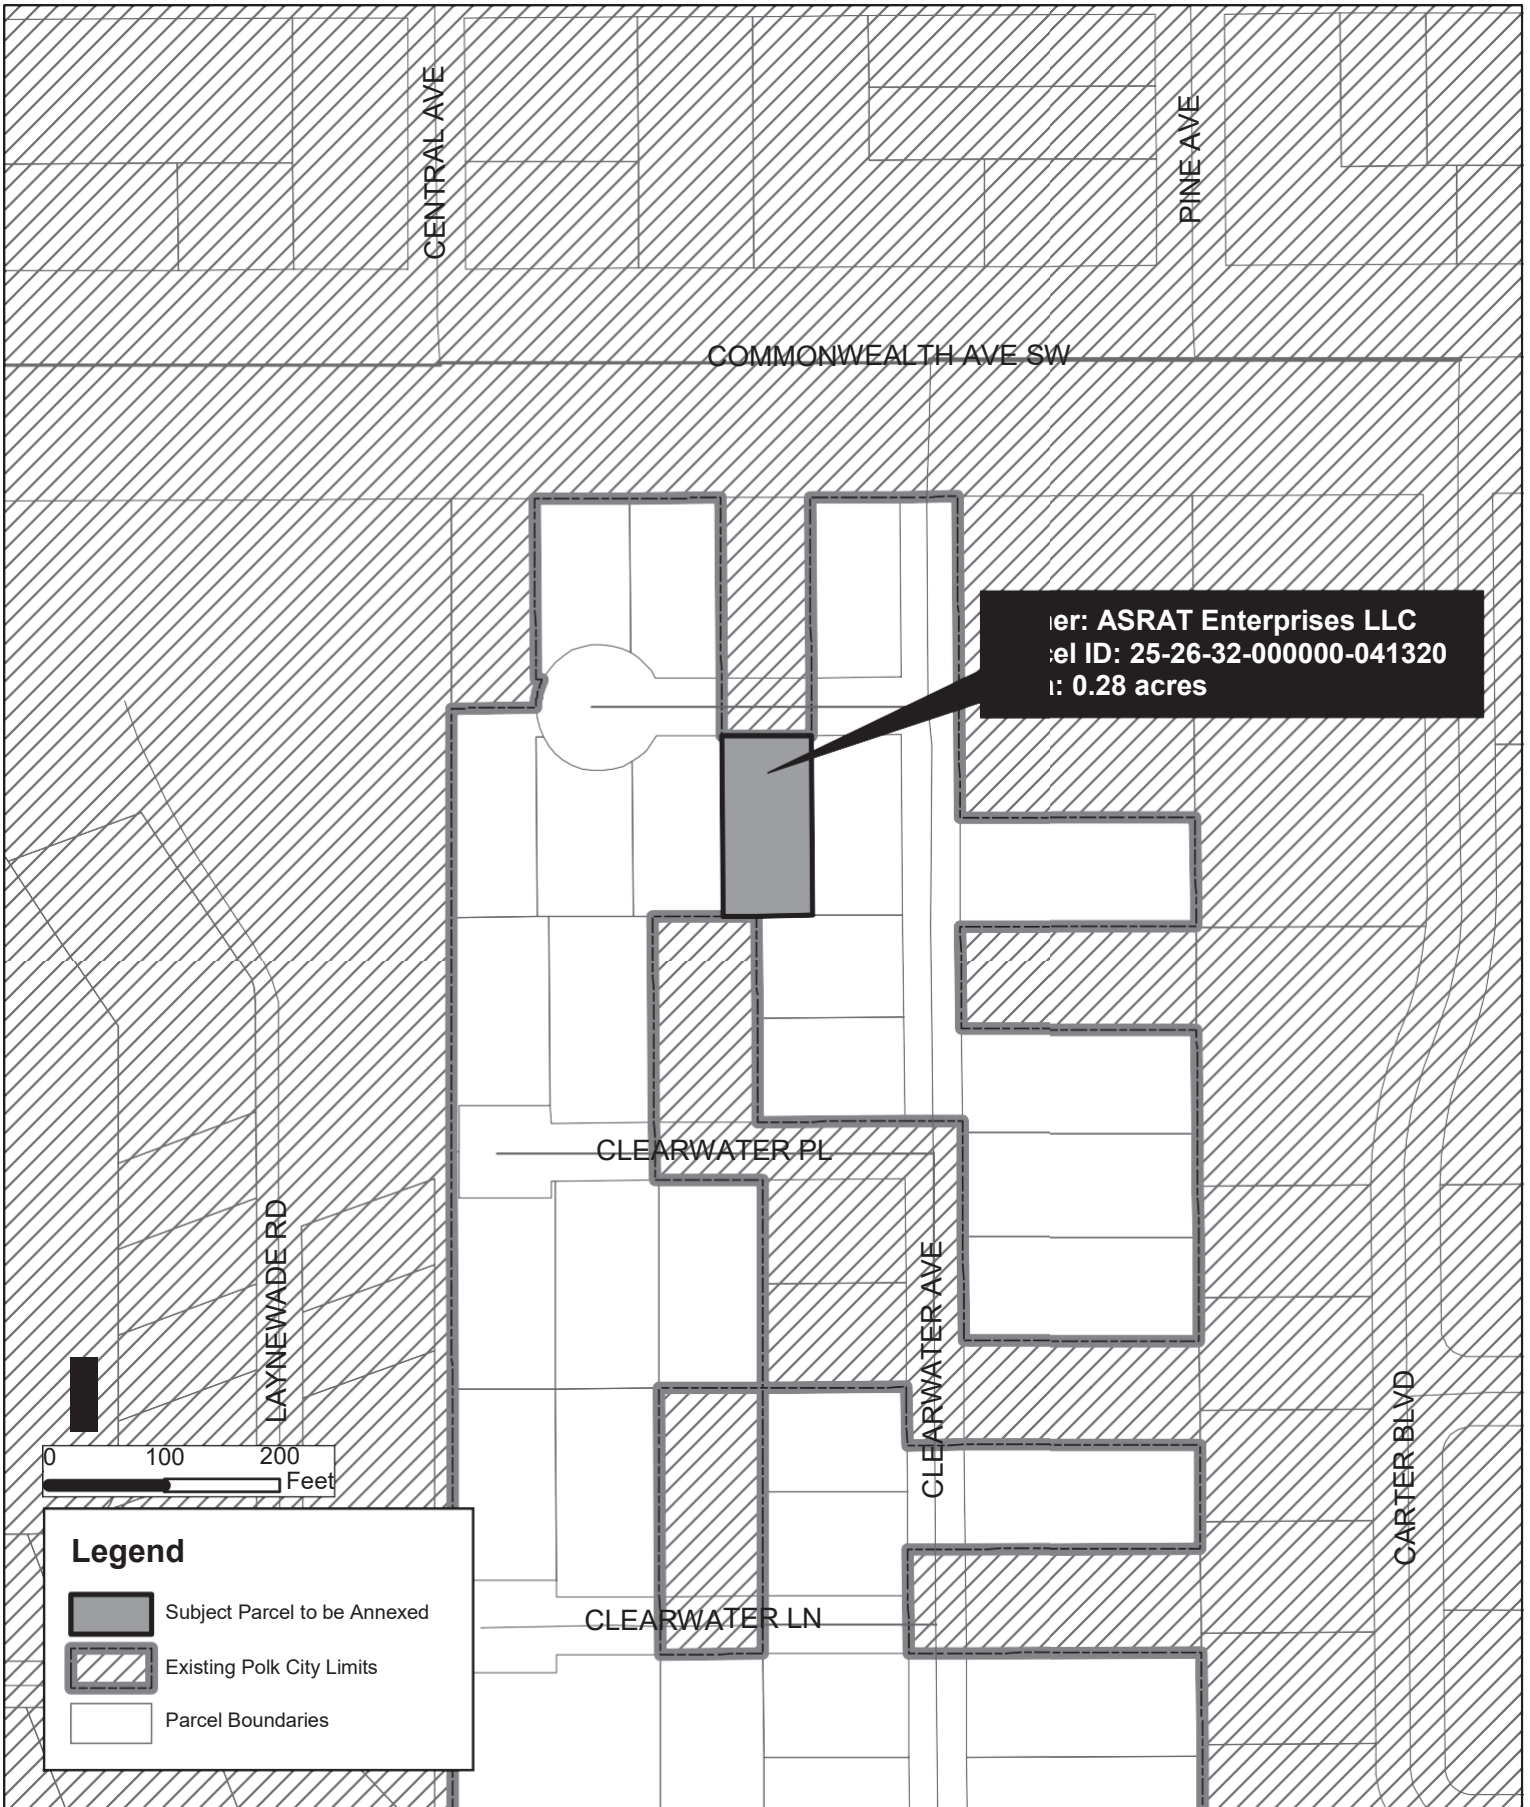 CENTRAL AVE
PINE AVE
COMMONWEALTH AVE SW
ASRAT Enterprises LLC
ID: 25-26-32-000000-041320
0.28 acres
CLEARWATER PL
LAYNEWADE RD
CLEARWATER AVE
CARTER BLVD
0 100 200
Feet
CLEARWATER LN
Legend
Subject Parcel to be Annexed
Existing Polk City Limits
Parcel Boundaries